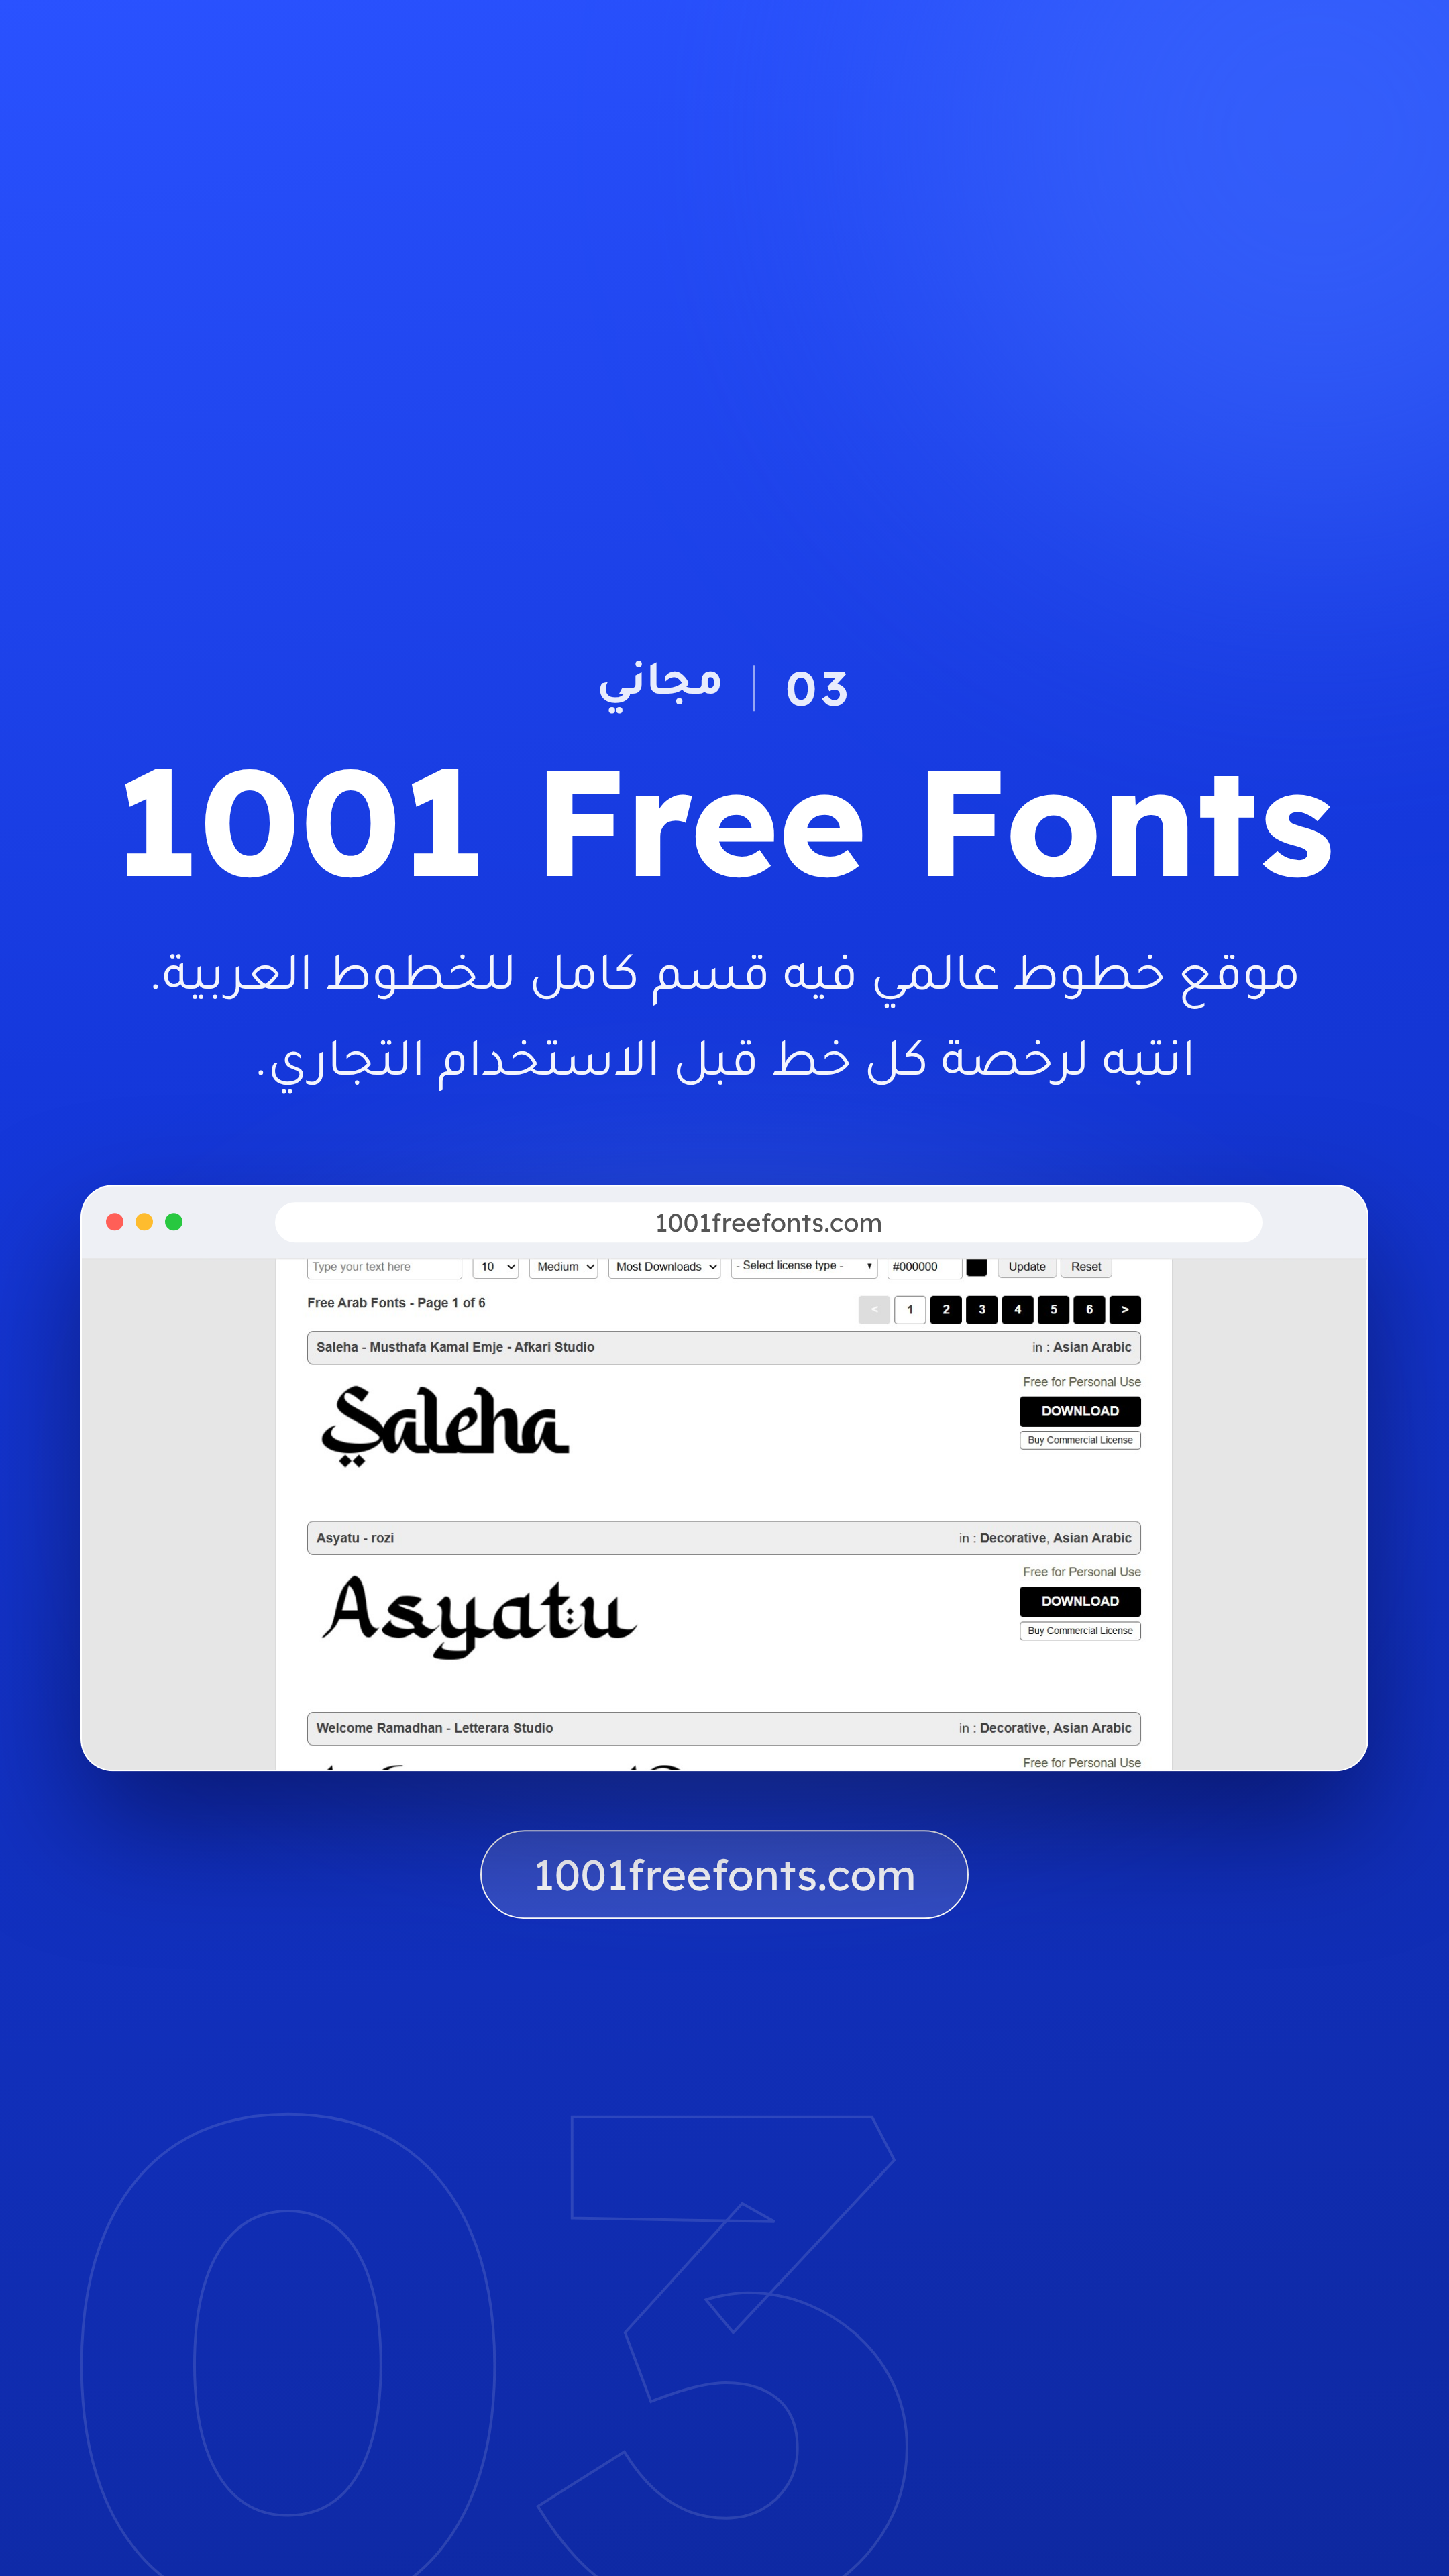 03 | مجاني
1001 Free Fonts
موقع خطوط عالمي فيه قسم كامل للخطوط العربية.
انتبه لرخصة كل خط قبل الاستخدام التجاري.
1001freefonts.com
Type your text here 10 Medium Most Downloads - Select license type - #000000 Update Reset
Free Arab Fonts - Page 1 of 6 < 1 2 3 4 5 6 >
Saleha - Musthafa Kamal Emje - Afkari Studio in : Asian Arabic
Free for Personal Use
Saleha
DOWNLOAD
Buy Commercial License
Asyatu - rozi in : Decorative, Asian Arabic
Free for Personal Use
Asyatu
DOWNLOAD
Buy Commercial License
Welcome Ramadhan - Letterara Studio in : Decorative, Asian Arabic
Free for Personal Use
1001freefonts.com
03